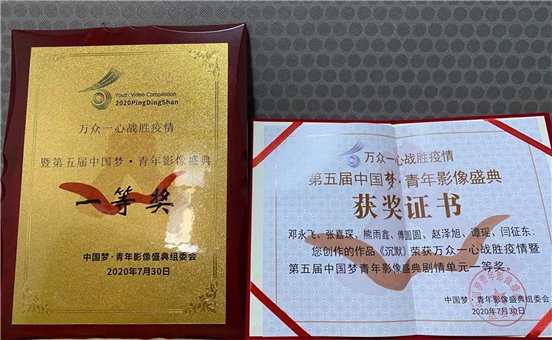 Youth Video Competition
2020PingDingShan
万众一心战胜疫情
暨第五届中国梦·青年影像盛典
一等奖
中国梦·青年影像盛典组委会
2020年7月30日
万众一心战胜疫情
第五届中国梦·青年影像盛典
获奖证书
邓永飞、张嘉琛、熊雨鑫、傅圆圆、赵泽旭、谭瑶、闫征东:
您创作的作品《沉默》荣获万众一心战胜疫情暨
第五届中国梦青年影像盛典剧情单元一等奖。
中国梦·青年影像盛典组委会
2020年7月30日